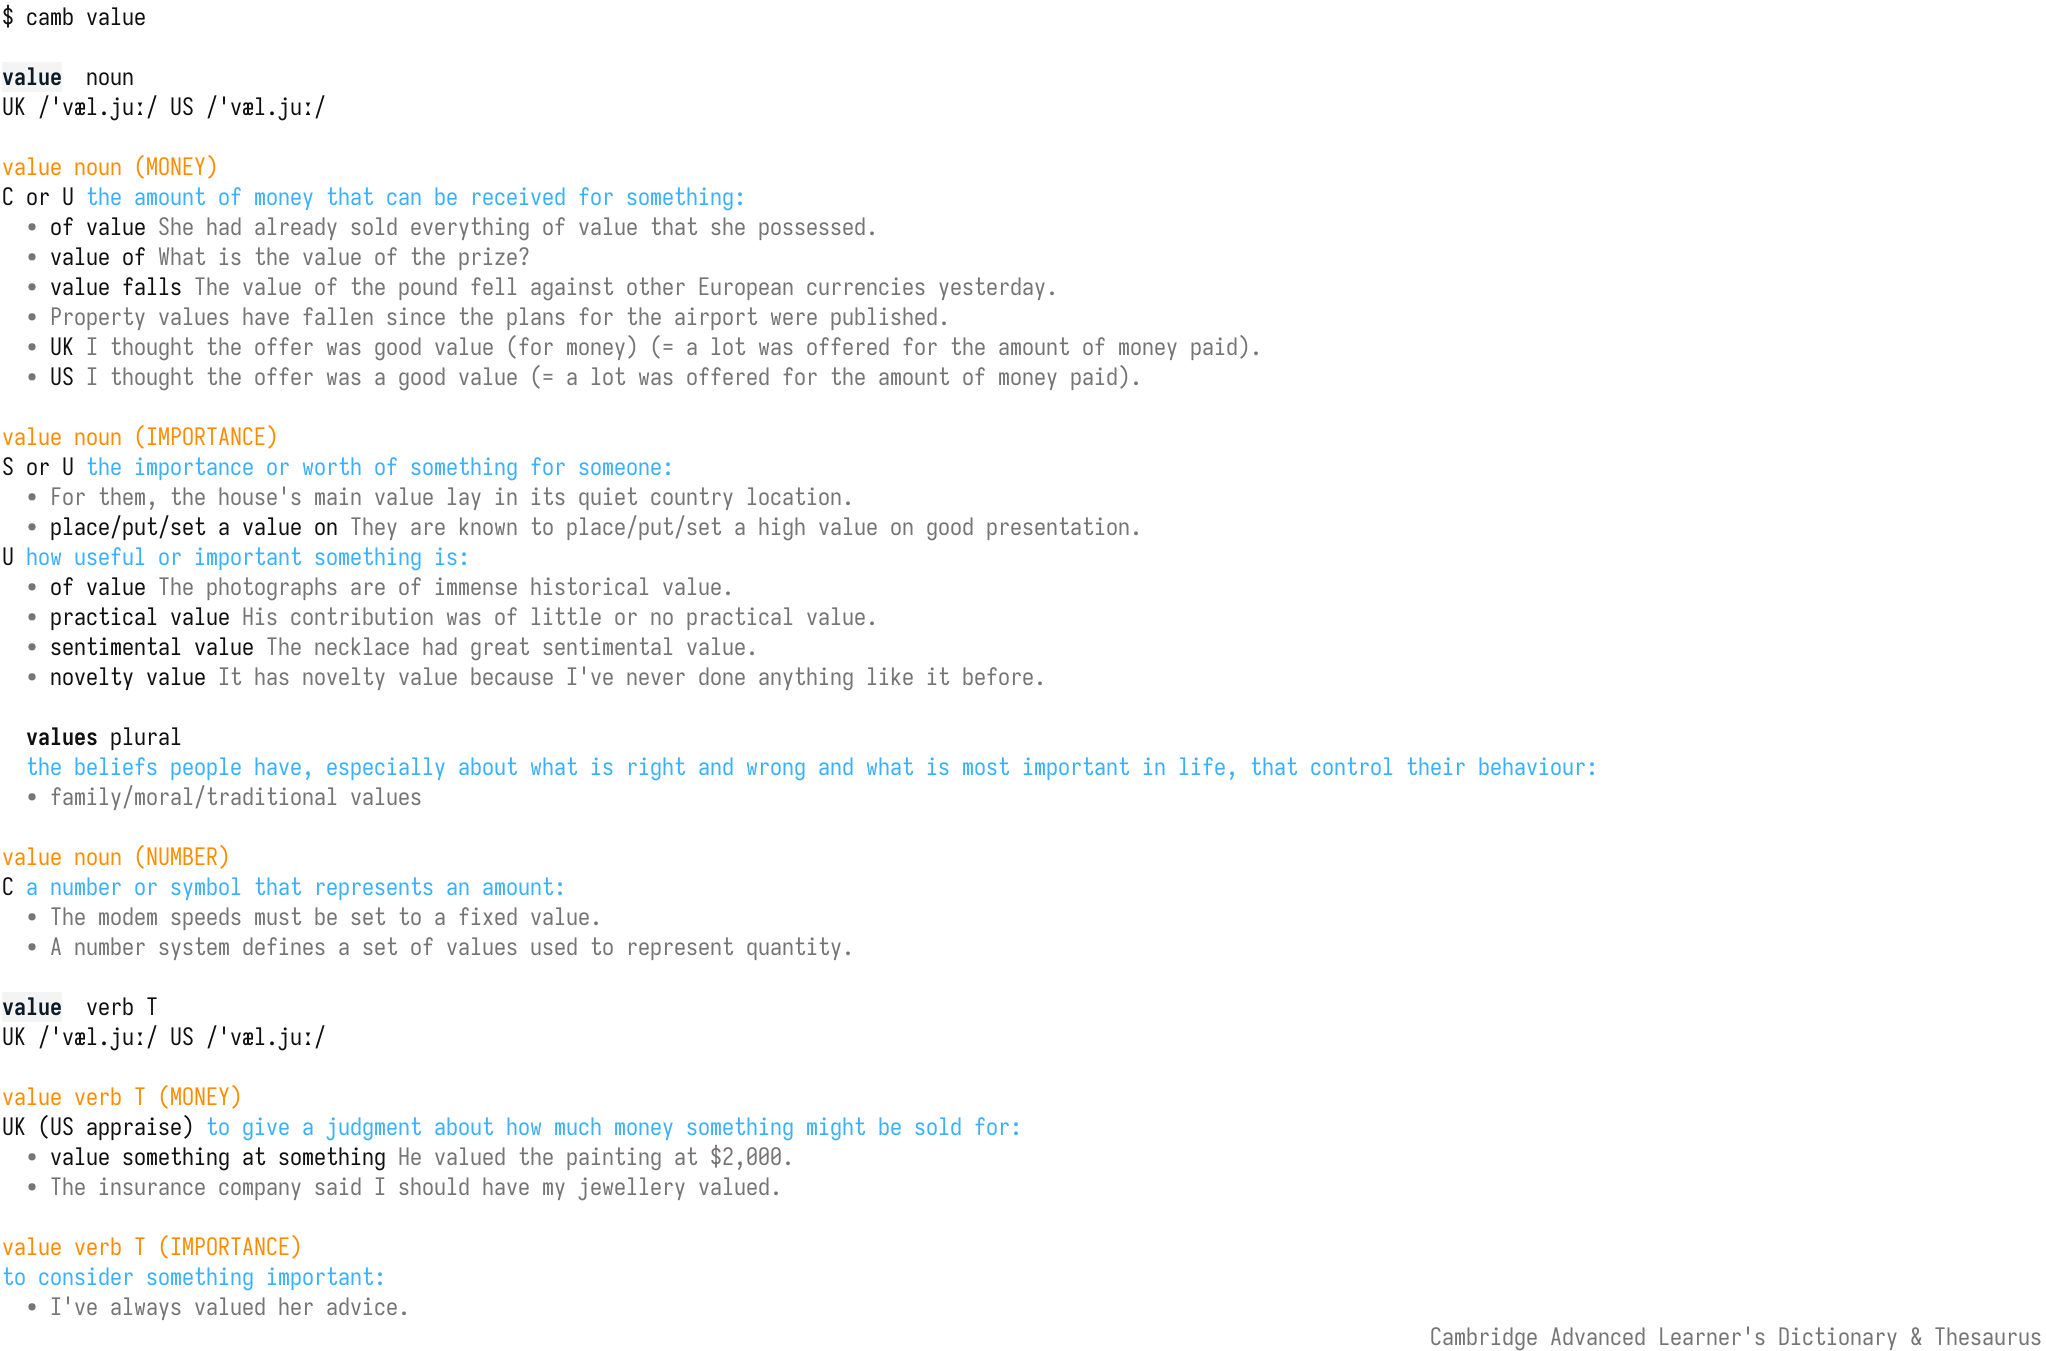 $ camb value
value  noun
UK /ˈvæl.juː/ US /ˈvæl.juː/
value noun (MONEY)
C or U the amount of money that can be received for something:
• of value She had already sold everything of value that she possessed.
• value of What is the value of the prize?
• value falls The value of the pound fell against other European currencies yesterday.
• Property values have fallen since the plans for the airport were published.
• UK I thought the offer was good value (for money) (= a lot was offered for the amount of money paid).
• US I thought the offer was a good value (= a lot was offered for the amount of money paid).
value noun (IMPORTANCE)
S or U the importance or worth of something for someone:
• For them, the house's main value lay in its quiet country location.
• place/put/set a value on They are known to place/put/set a high value on good presentation.
U how useful or important something is:
• of value The photographs are of immense historical value.
• practical value His contribution was of little or no practical value.
• sentimental value The necklace had great sentimental value.
• novelty value It has novelty value because I've never done anything like it before.
values plural
the beliefs people have, especially about what is right and wrong and what is most important in life, that control their behaviour:
• family/moral/traditional values
value noun (NUMBER)
C a number or symbol that represents an amount:
• The modem speeds must be set to a fixed value.
• A number system defines a set of values used to represent quantity.
value  verb T
UK /ˈvæl.juː/ US /ˈvæl.juː/
value verb T (MONEY)
UK (US appraise) to give a judgment about how much money something might be sold for:
• value something at something He valued the painting at $2,000.
• The insurance company said I should have my jewellery valued.
value verb T (IMPORTANCE)
to consider something important:
• I've always valued her advice.
Cambridge Advanced Learner's Dictionary & Thesaurus